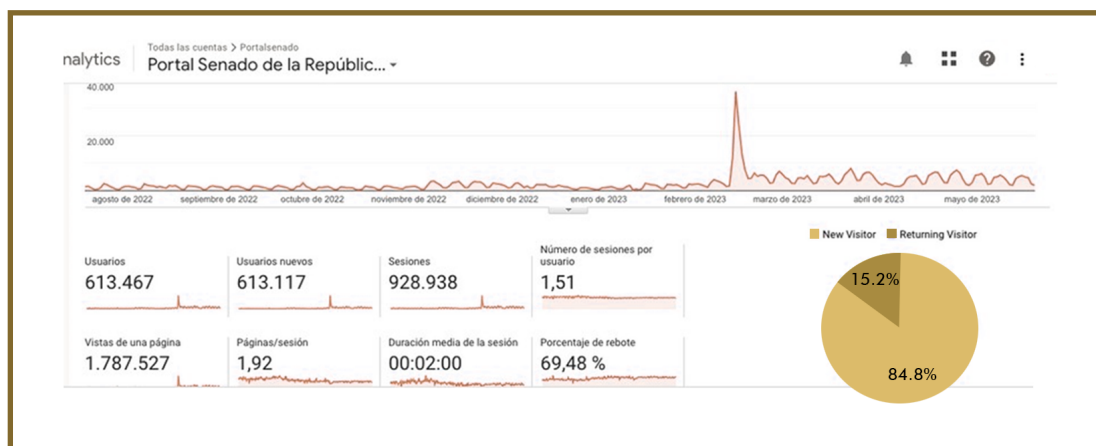 Todas las cuentas > Portalsenado
nalytics
Portal Senado de la Repúblic...
40.000
20.000
agosto de 2022 septiembre de 2022 octubre de 2022 noviembre de 2022 diciembre de 2022 enero de 2023 febrero de 2023 marzo de 2023 abril de 2023 mayo de 2023
New Visitor Returning Visitor
Usuarios
613.467
Usuarios nuevos
613.117
Sesiones
928.938
Número de sesiones por
usuario
1,51
Vistas de una página
1.787.527
Páginas/sesión
1,92
Duración media de la sesión
00:02:00
Porcentaje de rebote
69,48 %
15.2%
84.8%